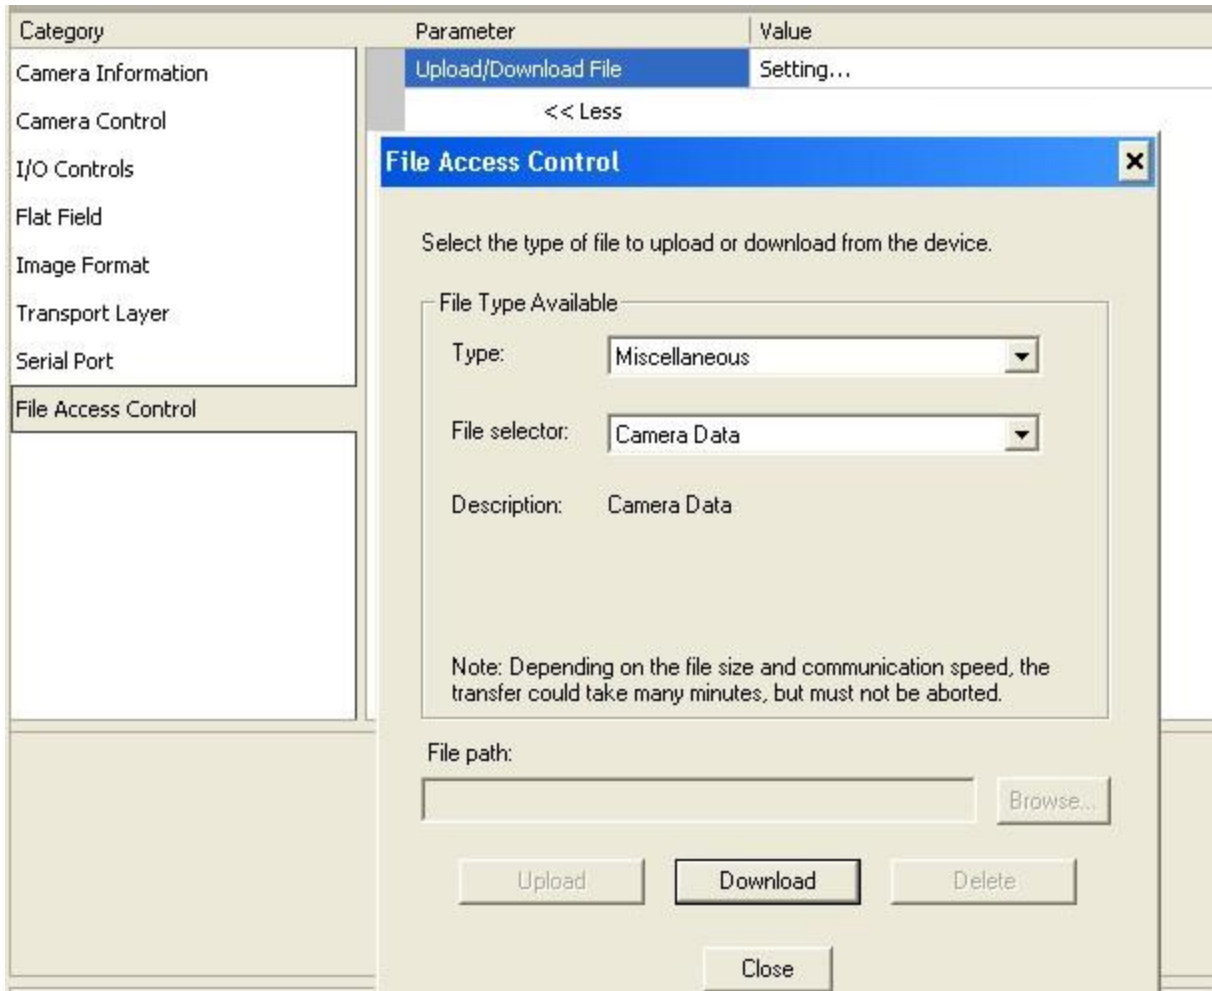 Category
Parameter
Value
Camera Information
Upload/Download File
Setting...
<< Less
Camera Control
File Access Control
I/O Controls
Flat Field
Select the type of file to upload or download from the device.
Image Format
File Type Available
Transport Layer
Type:
Miscellaneous
Serial Port
File Access Control
File selector:
Camera Data
Description:
Camera Data
Note: Depending on the file size and communication speed, the
transfer could take many minutes, but must not be aborted.
File path:
Browse...
Upload
Download
Delete
Close